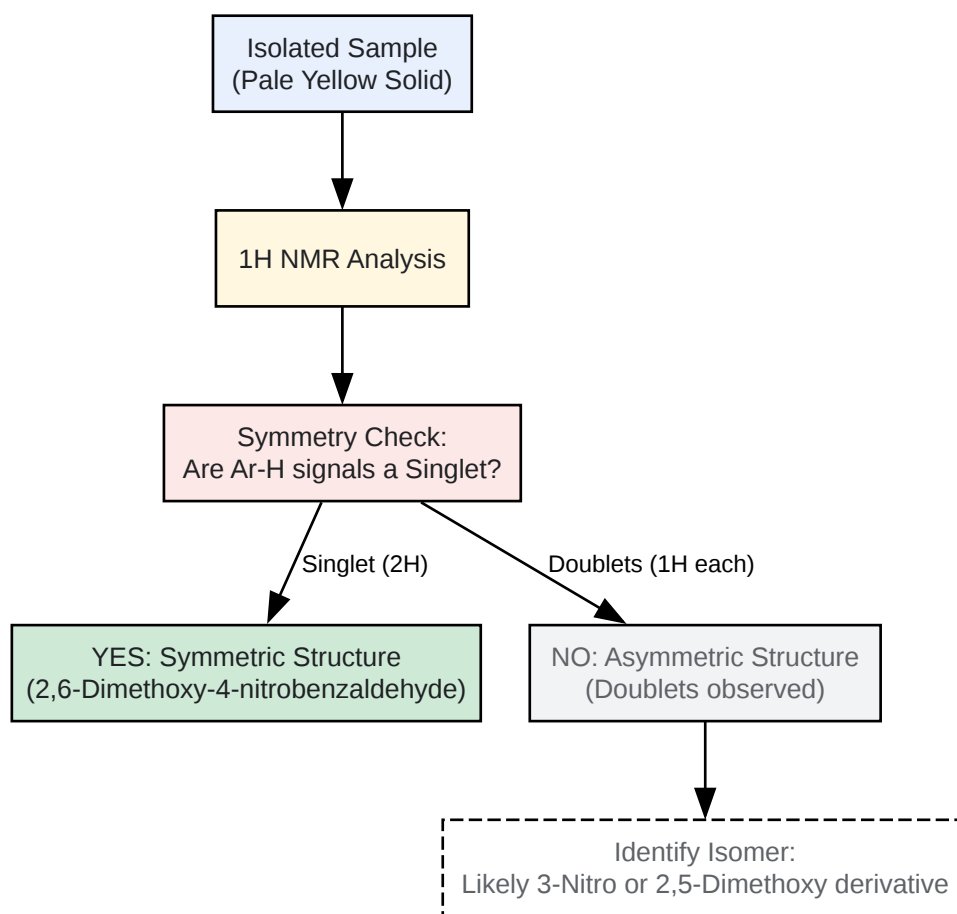 Isolated Sample
(Pale Yellow Solid)
1H NMR Analysis
Symmetry Check:
Are Ar-H signals a Singlet?
Singlet (2H)
Doublets (1H each)
YES: Symmetric Structure
(2,6-Dimethoxy-4-nitrobenzaldehyde)
NO: Asymmetric Structure
(Doublets observed)
Identify Isomer:
Likely 3-Nitro or 2,5-Dimethoxy derivative